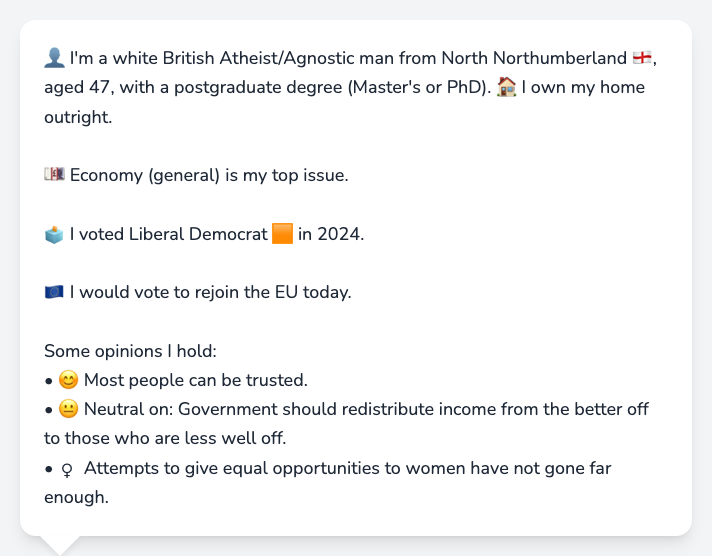 👤 I'm a white British Atheist/Agnostic man from North Northumberland 🏴󠁧󠁢󠁥󠁮󠁧󠁿,
aged 47, with a postgraduate degree (Master's or PhD). 🏠 I own my home
outright.
💷 Economy (general) is my top issue.
🗳️ I voted Liberal Democrat 🟧 in 2024.
🇪🇺 I would vote to rejoin the EU today.
Some opinions I hold:
• 😊 Most people can be trusted.
• 😐 Neutral on: Government should redistribute income from the better off
to those who are less well off.
• ♀ Attempts to give equal opportunities to women have not gone far
enough.